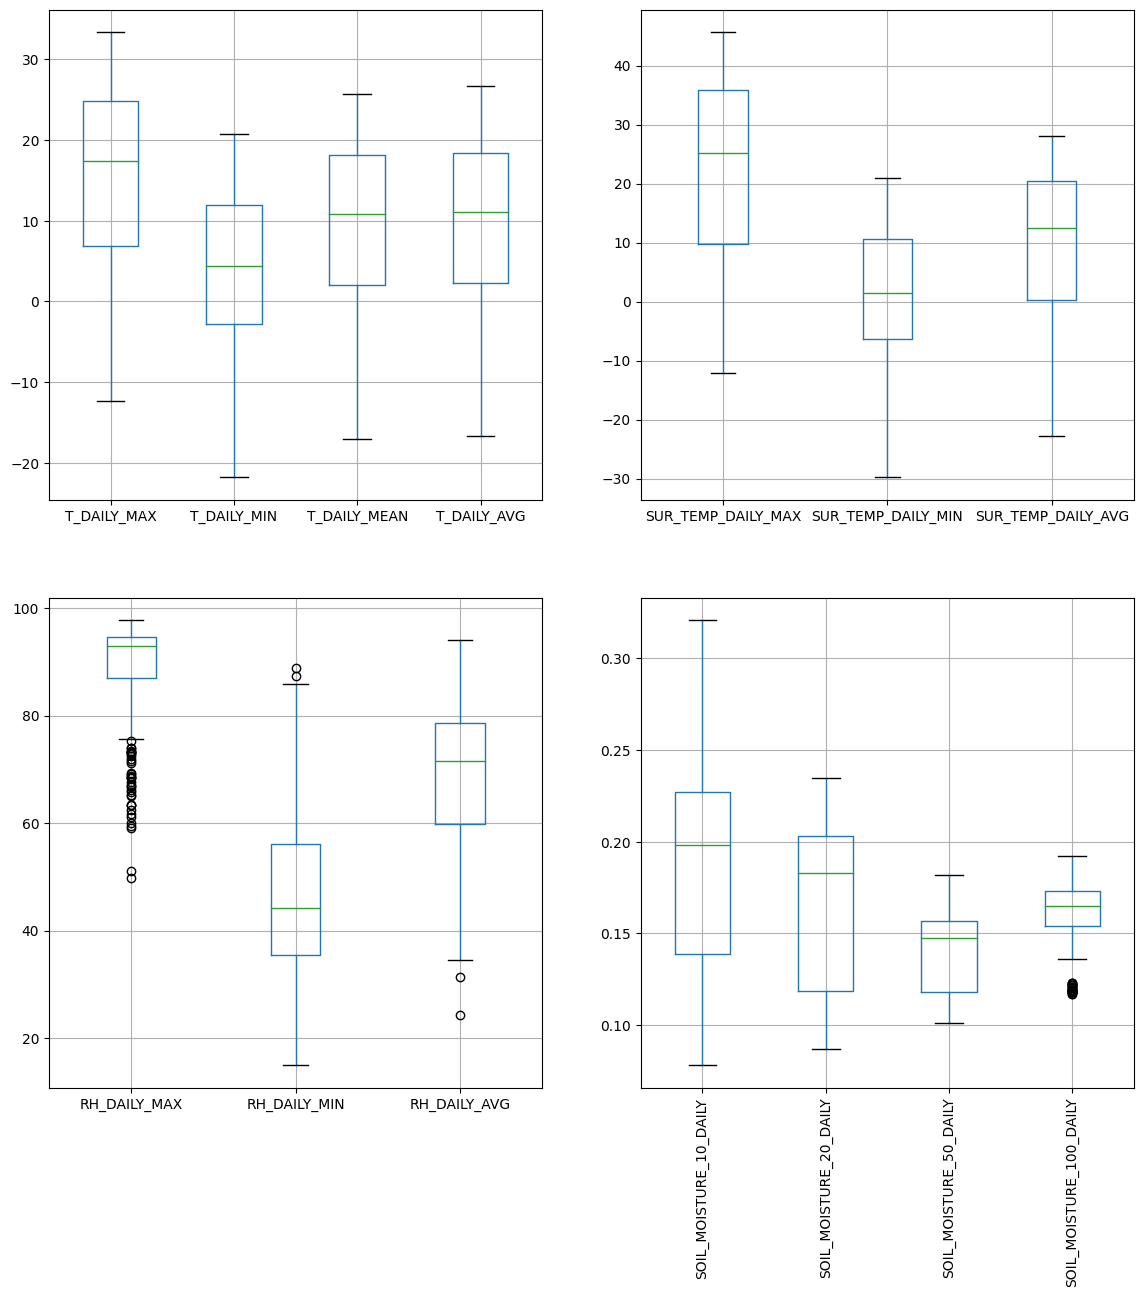 30
20
10
0
−10
−20
T_DAILY_MAX
T_DAILY_MIN
T_DAILY_MEAN
T_DAILY_AVG
40
30
20
10
0
−10
−20
−30
SUR_TEMP_DAILY_MAX
SUR_TEMP_DAILY_MIN
SUR_TEMP_DAILY_AVG
100
80
60
40
20
RH_DAILY_MAX
RH_DAILY_MIN
RH_DAILY_AVG
0.30
0.25
0.20
0.15
0.10
SOIL_MOISTURE_10_DAILY
SOIL_MOISTURE_20_DAILY
SOIL_MOISTURE_50_DAILY
SOIL_MOISTURE_100_DAILY